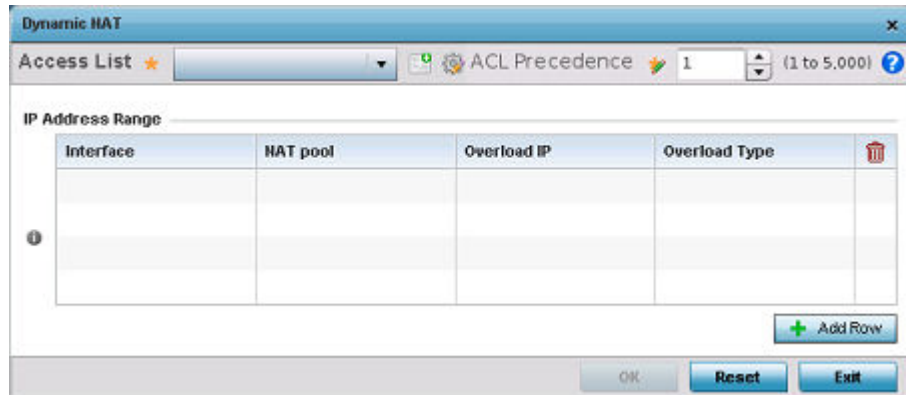 Dynamic NAT
Access List ACL Precedence 1 (1 to 5,000)
IP Address Range
Interface NAT pool Overload IP Overload Type
Add Row
OK Reset Exit